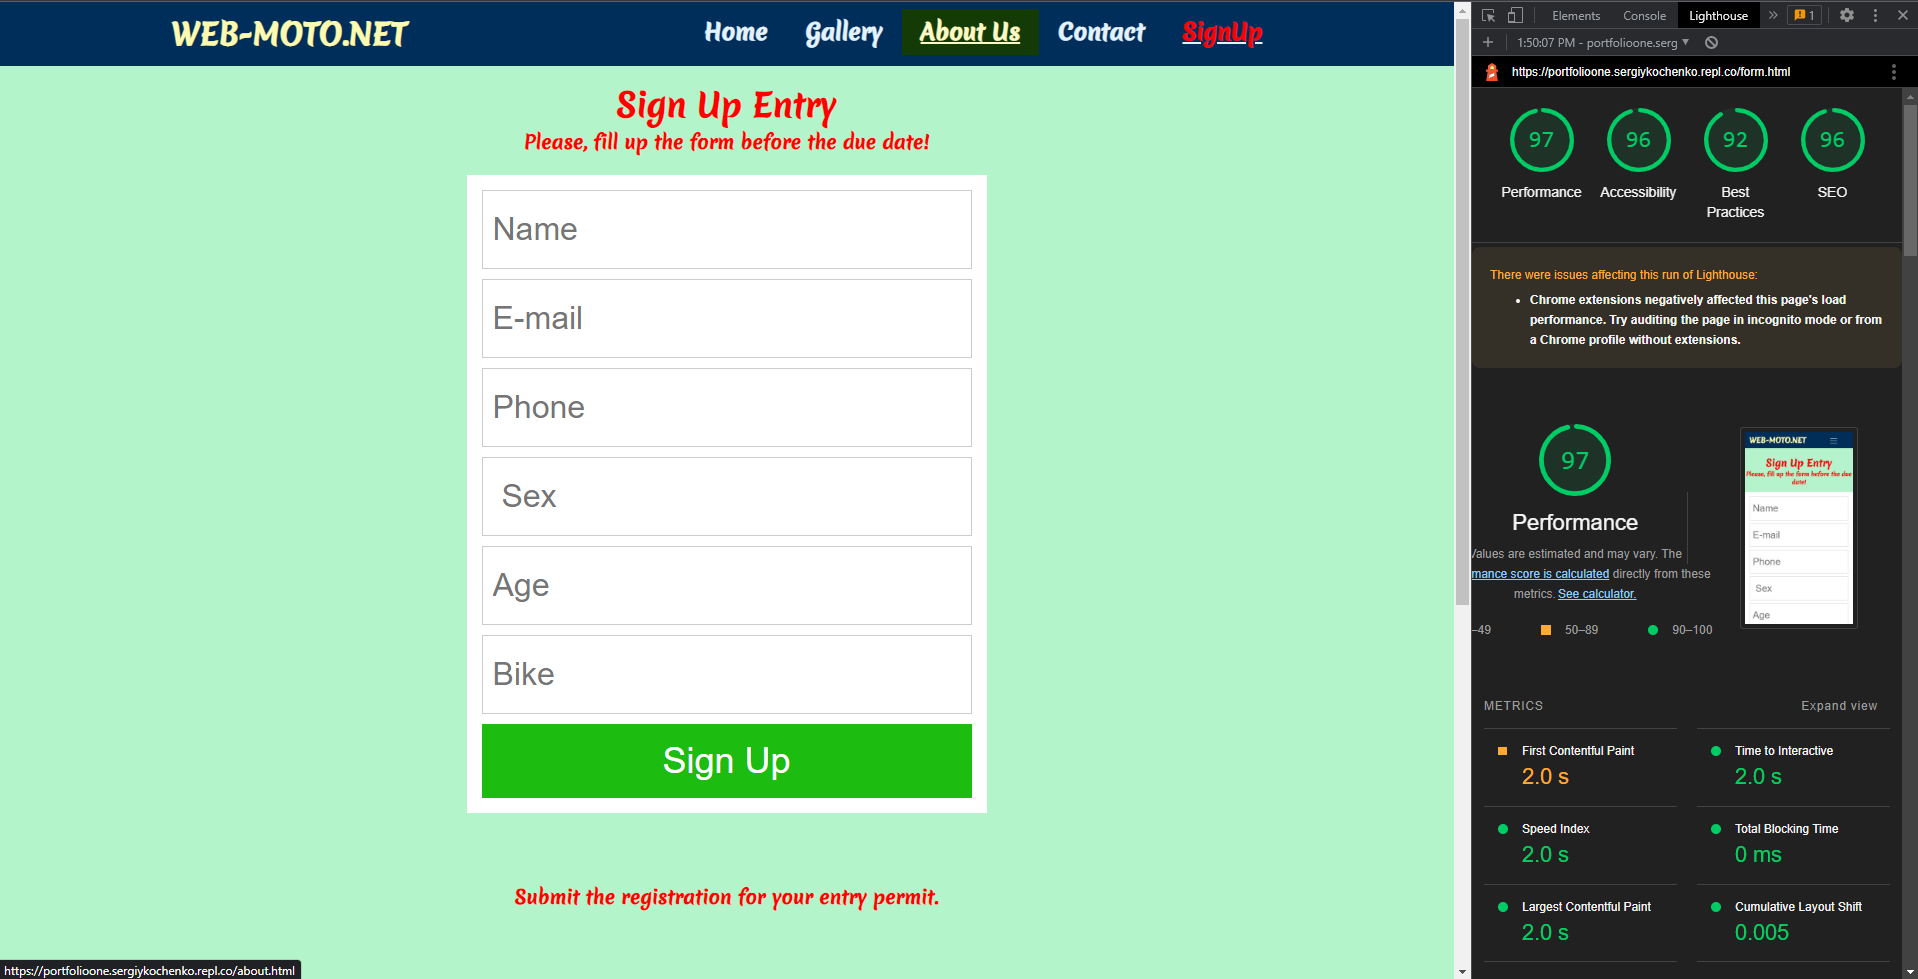 WEB-MOTO.NET
Home Gallery About Us Contact SignUp
Sign Up Entry
Please, fill up the form before the due date!
Name
E-mail
Phone
Sex
Age
Bike
Sign Up
Submit the registration for your entry permit.
https://portfolioone.sergiykochenko.repl.co/about.html
Elements Console Lighthouse » 1
1:50:07 PM - portfolioone.serg
https://portfolioone.sergiykochenko.repl.co/form.html
97 96 92 96
Performance Accessibility Best Practices SEO
There were issues affecting this run of Lighthouse:
Chrome extensions negatively affected this page's load
performance. Try auditing the page in incognito mode or from
a Chrome profile without extensions.
97
Performance
Values are estimated and may vary. The
mance score is calculated directly from these
metrics. See calculator.
–49 50–89 90–100
WEB-MOTO.NET
Sign Up Entry
Please, fill up the form before the due
date!
Name
E-mail
Phone
Sex
Age
METRICS Expand view
First Contentful Paint
2.0 s
Time to Interactive
2.0 s
Speed Index
2.0 s
Total Blocking Time
0 ms
Largest Contentful Paint
2.0 s
Cumulative Layout Shift
0.005